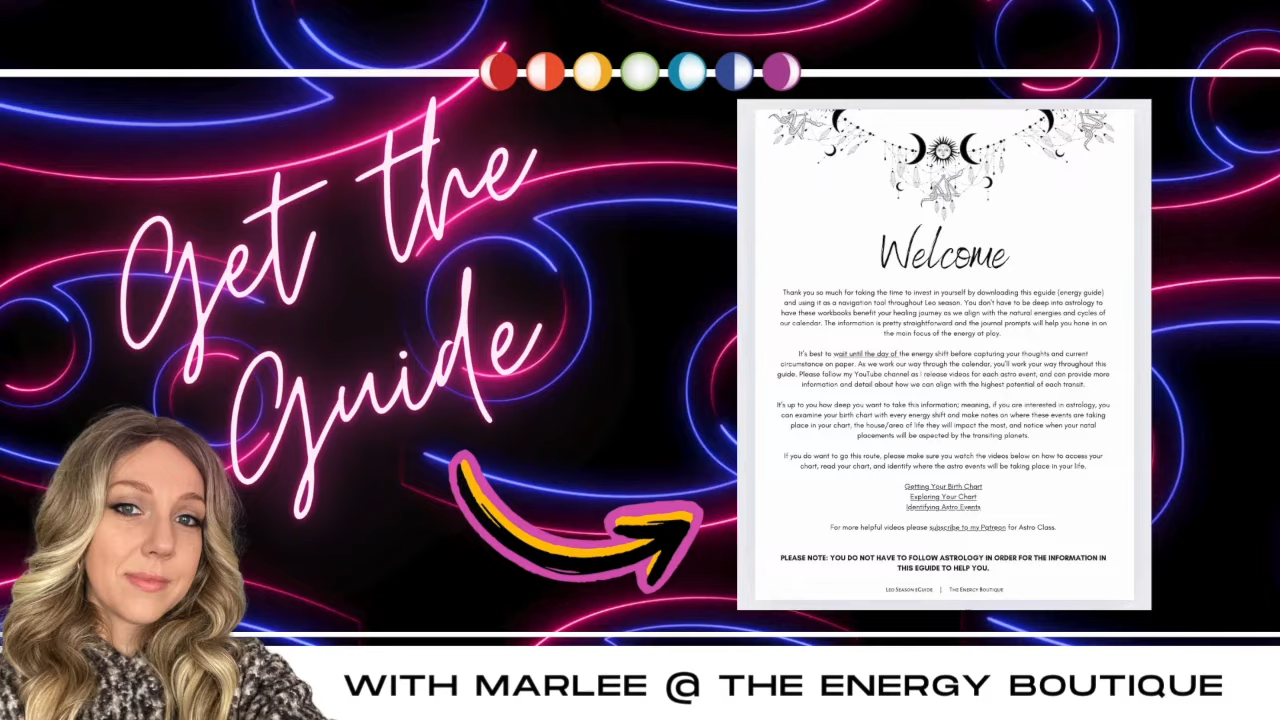 Get the
Guide
Welcome
Thank you so much for taking the time to invest in yourself by downloading this eguide (energy guide)
and using it as a navigation tool throughout Leo season. You don't have to be deep into astrology to
have these workbooks benefit your healing journey as we align with the natural energies and cycles of
our calendar. The information is pretty straightforward and the journal prompts will help you hone in on
the main focus of the energy at play.
It's best to wait until the day of the energy shift before capturing your thoughts and current
circumstance on paper. As we work our way through the calendar, you'll work your way throughout this
guide. Please follow my YouTube channel as I release videos for each astro event, and can provide more
information and detail about how we can align with the highest potential of each transit.
It's up to you how deep you want to take this information; meaning, if you are interested in astrology, you
can examine your birth chart with every energy shift and make notes on where these events are taking
place in your chart, the house/area of life they will impact the most, and notice when your natal
placements will be aspected by the transiting planets.
If you do want to go this route, please make sure you watch the videos below on how to access your
chart, read your chart, and identify where the astro events will be taking place in your life.
Getting Your Birth Chart
Exploring Your Chart
Identifying Astro Events
For more helpful videos please subscribe to my Patreon for Astro Class.
PLEASE NOTE: YOU DO NOT HAVE TO FOLLOW ASTROLOGY IN ORDER FOR THE INFORMATION IN
THIS EGUIDE TO HELP YOU.
Leo Season eGuide | The Energy Boutique
WITH MARLEE @ THE ENERGY BOUTIQUE